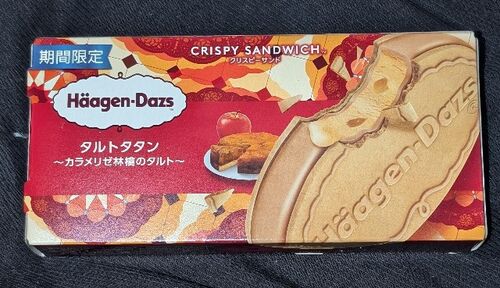 期間限定
CRISPY SANDWICH
クリスピーサンド
Häagen-Dazs
タルトタタン
～カラメリゼ林檎のタルト～
Häagen-Dazs